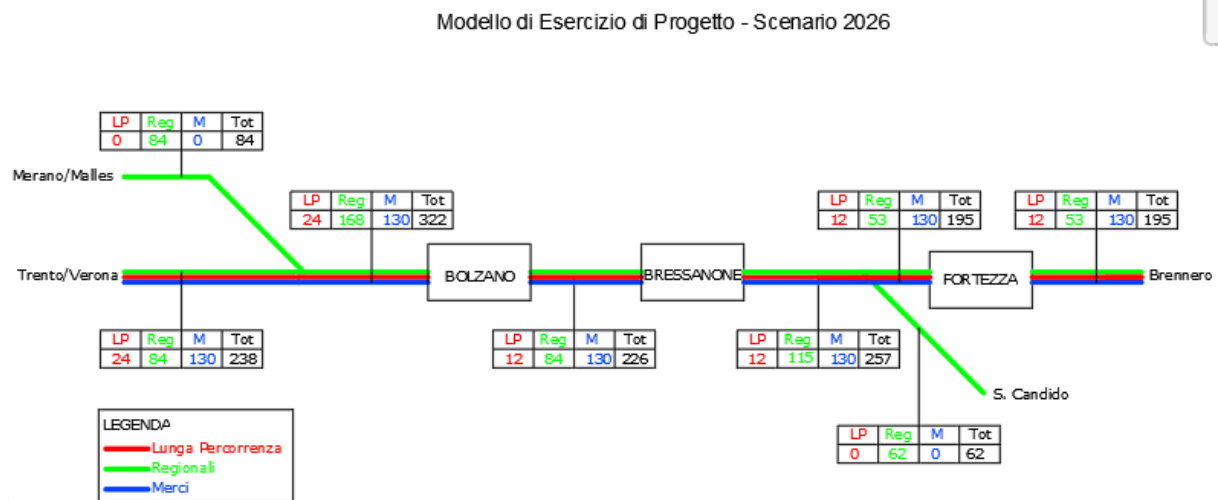 Modello di Esercizio di Progetto - Scenario 2026
LP Reg M Tot
0 84 0 84
Merano/Malles
LP Reg M Tot
24 168 130 322
LP Reg M Tot
12 53 130 195
LP Reg M Tot
12 53 130 195
Trento/Verona
BOLZANO
BRESSANONE
FORTEZZA
Brennero
LP Reg M Tot
24 84 130 238
LP Reg M Tot
12 84 130 226
LP Reg M Tot
12 115 130 257
S. Candido
LP Reg M Tot
0 62 0 62
LEGENDA
Lunga Percorrenza
Regionali
Merci